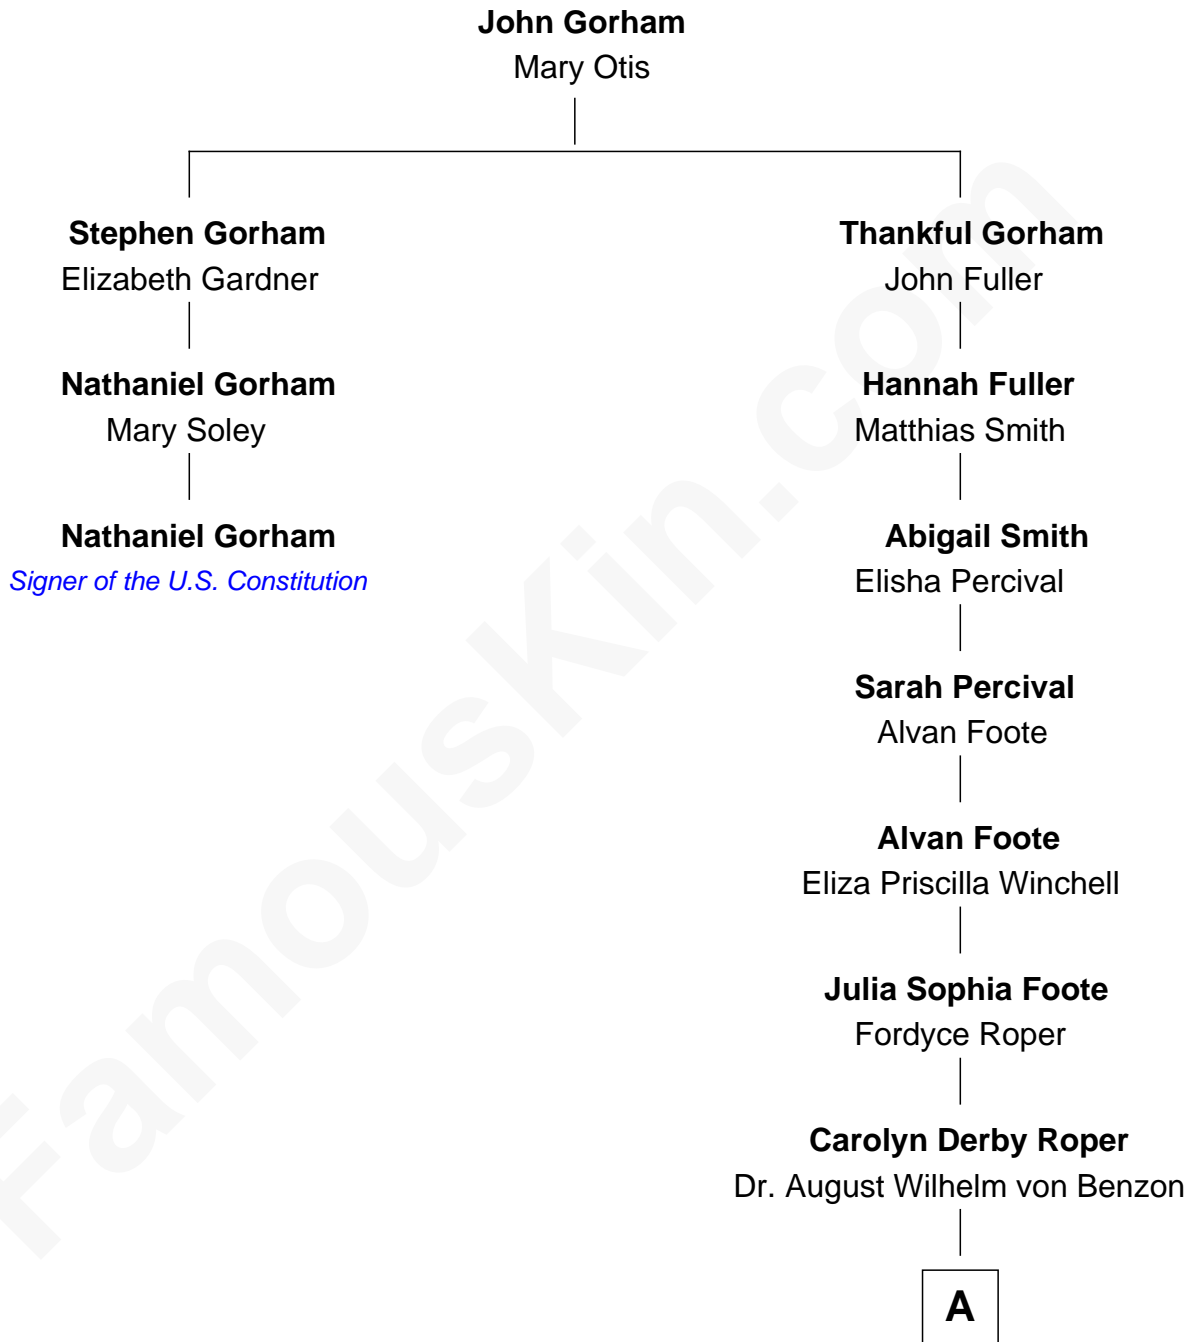 John Gorham
Mary Otis
Stephen Gorham
Elizabeth Gardner
Nathaniel Gorham
Mary Soley
Nathaniel Gorham
Signer of the U.S. Constitution
Thankful Gorham
John Fuller
Hannah Fuller
Matthias Smith
Abigail Smith
Elisha Percival
Sarah Percival
Alvan Foote
Alvan Foote
Eliza Priscilla Winchell
Julia Sophia Foote
Fordyce Roper
Carolyn Derby Roper
Dr. August Wilhelm von Benzon
A
FamousKin.com